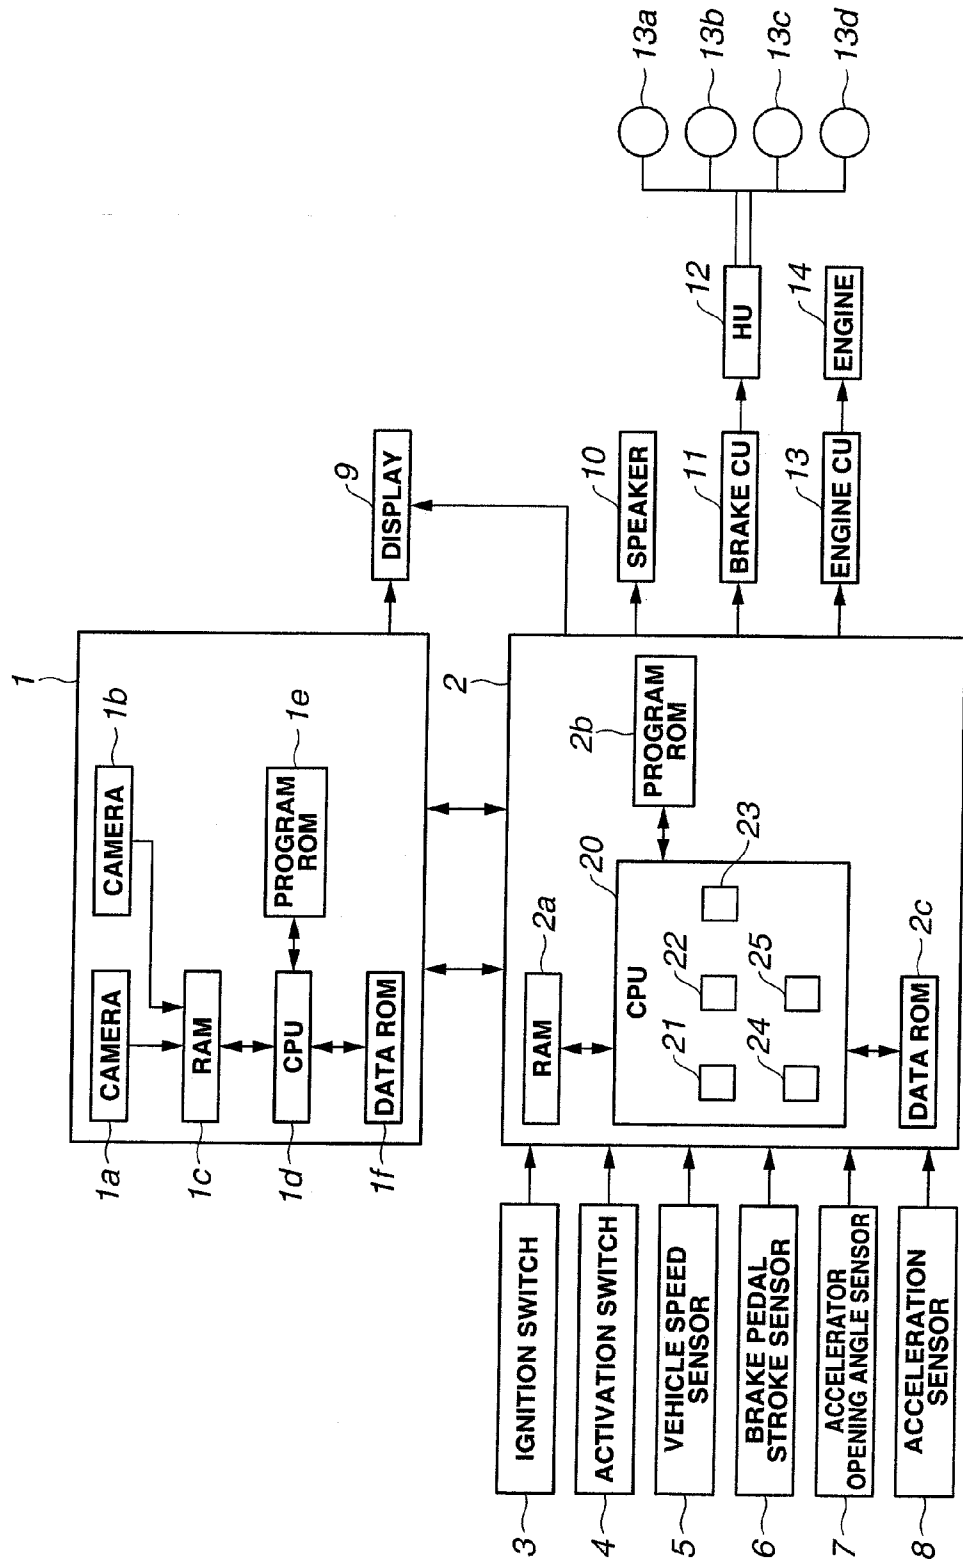 1
1a
CAMERA
CAMERA
1b
1c
RAM
1d
CPU
PROGRAM
ROM
1e
1f
DATA ROM
9
DISPLAY
2
RAM
2a
2b
PROGRAM
ROM
CPU
20
21
22
23
24
25
DATA ROM
2c
3
IGNITION SWITCH
4
ACTIVATION SWITCH
5
VEHICLE SPEED
SENSOR
6
BRAKE PEDAL
STROKE SENSOR
7
ACCELERATOR
OPENING ANGLE SENSOR
8
ACCELERATION
SENSOR
10
SPEAKER
11
BRAKE CU
12
HU
13
ENGINE CU
14
ENGINE
13a
13b
13c
13d